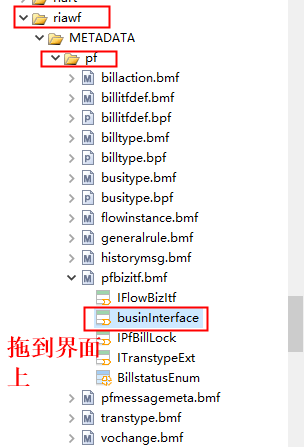 riawf
METADATA
pf
billaction.bmf
billitfdef.bmf
billitfdef.bpf
billtype.bmf
billtype.bpf
busitype.bmf
busitype.bpf
flowinstance.bmf
generalrule.bmf
historymsg.bmf
pfbizitf.bmf
IFlowBizItf
businInterface
IPfBillLock
ITranstypeExt
BillstatusEnum
拖到界面
上
pfmessagemeta.bmf
transtype.bmf
vochange.bmf